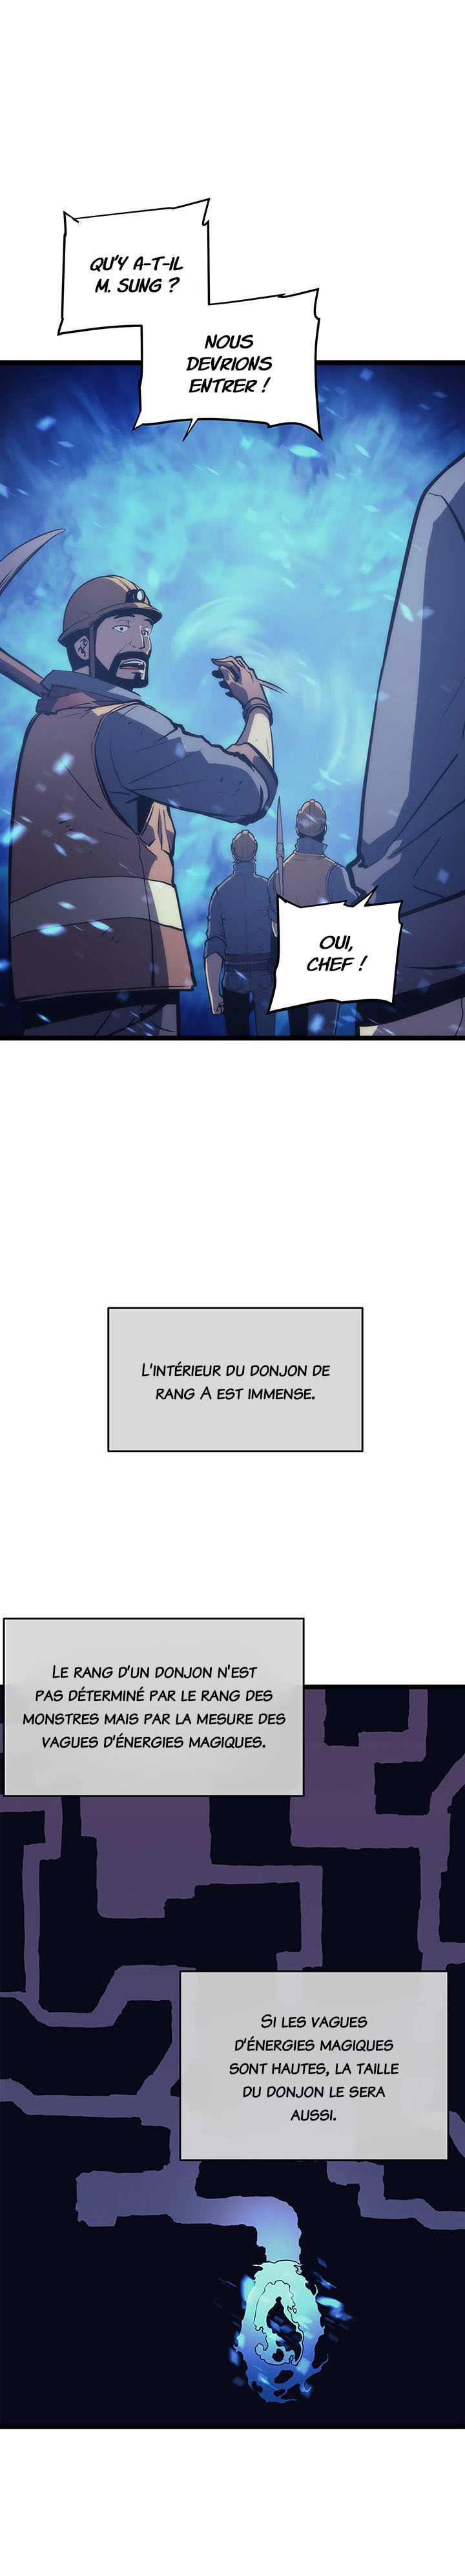 QU'Y A-T-IL
M. SUNG ?
NOUS
DEVRIONS
ENTRER !
OUI,
CHEF !
L'INTÉRIEUR DU DONJON DE
RANG A EST IMMENSE.
LE RANG D'UN DONJON N'EST
PAS DÉTERMINÉ PAR LE RANG DES
MONSTRES MAIS PAR LA MESURE DES
VAGUES D'ÉNERGIES MAGIQUES.
SI LES VAGUES
D'ÉNERGIES MAGIQUES
SONT HAUTES, LA TAILLE
DU DONJON LE SERA
AUSSI.